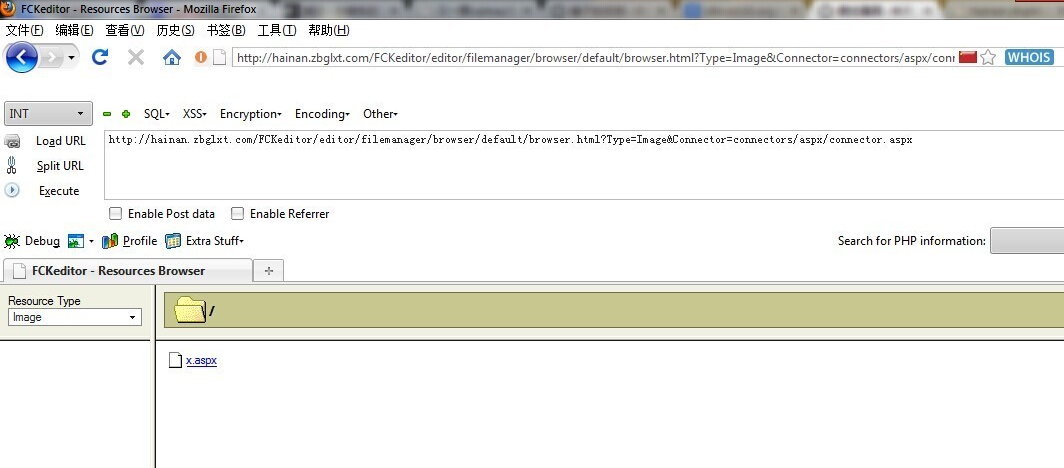 FCKeditor - Resources Browser - Mozilla Firefox
文件(F) 编辑(E) 查看(V) 历史(S) 书签(B) 工具(T) 帮助(H)
http://hainan.zbglxt.com/FCKeditor/editor/filemanager/browser/default/browser.html?Type=Image&Connector=connectors/aspx/conn WHOIS
INT SQL XSS Encryption Encoding Other
Load URL http://hainan.zbglxt.com/FCKeditor/editor/filemanager/browser/default/browser.html?Type=Image&Connector=connectors/aspx/connector.aspx
Split URL
Execute
Enable Post data Enable Referrer
Debug Profile Extra Stuff Search for PHP information:
FCKeditor - Resources Browser
Resource Type
Image
/
x.aspx